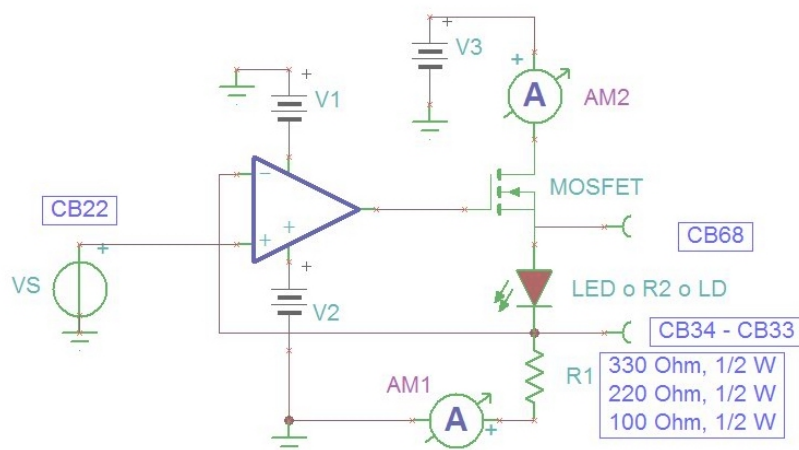 V3
A
AM2
V1
MOSFET
CB22
CB68
VS
V2
LED o R2 o LD
CB34 - CB33
AM1
A
R1
330 Ohm, 1/2 W
220 Ohm, 1/2 W
100 Ohm, 1/2 W